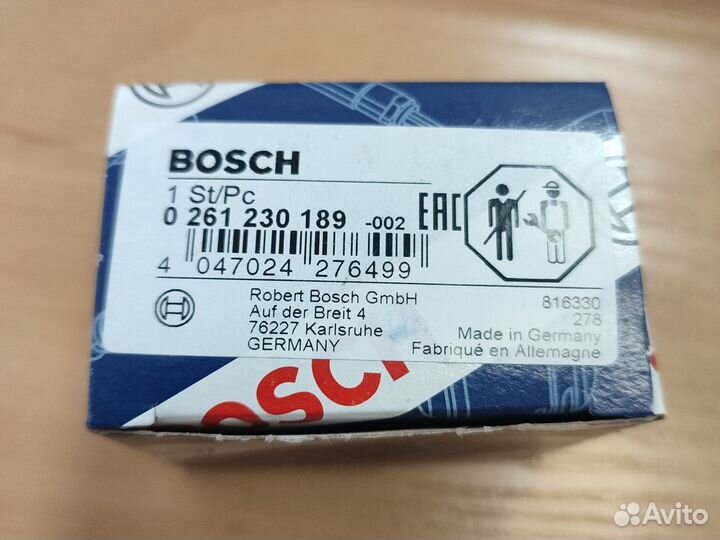 BOSCH
1 St/Pc
0 261 230 189 -002 EAC
4 047024 276499
Robert Bosch GmbH
Auf der Breit 4
76227 Karlsruhe
GERMANY
816330
278
Made in Germany
Fabriqué en Allemagne
OSCH
Avito